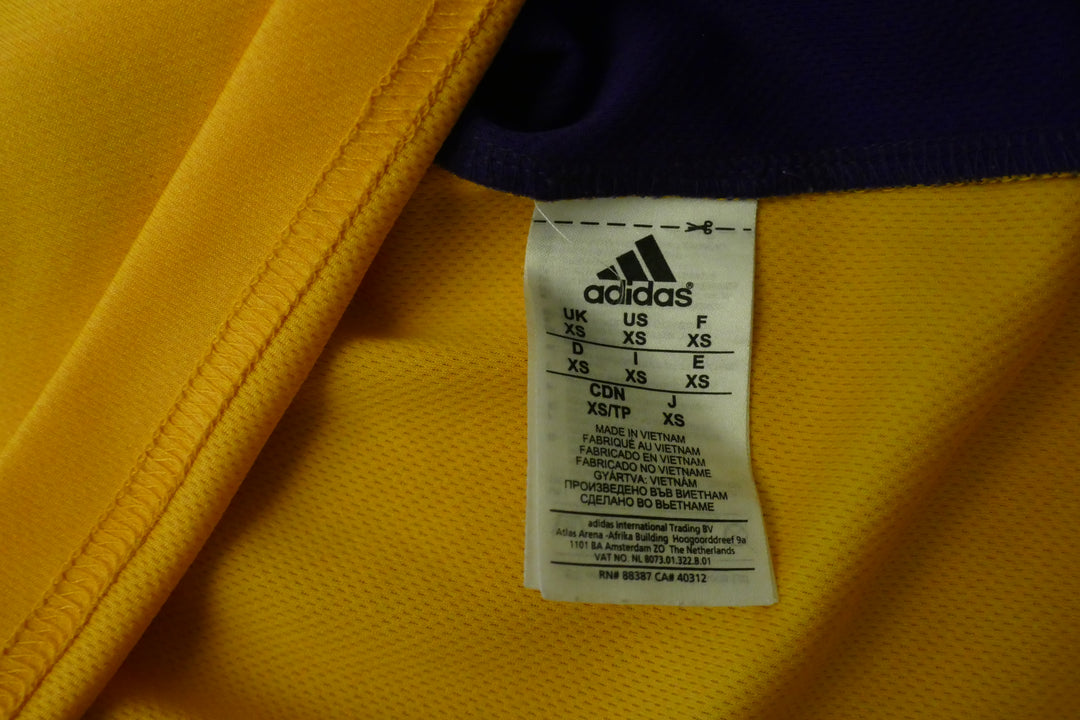 adidas®
UK US F
XS XS XS
D I E
XS XS XS
CDN J
XS/TP XS
MADE IN VIETNAM
FABRIQUÉ AU VIETNAM
FABRICADO EN VIETNAM
FABRICADO NO VIETNAME
GYÁRTVA: VIETNÁM
ПРОИЗВЕДЕНО ВЪВ ВИЕТНАМ
СДЕЛАНО ВО ВЬЕТНАМЕ
adidas International Trading BV
Atlas Arena -Afrika Building Hoogoorddreef 9a
1101 BA Amsterdam ZO The Netherlands
VAT NO. NL 8073.01.322.B.01
RN# 88387 CA# 40312